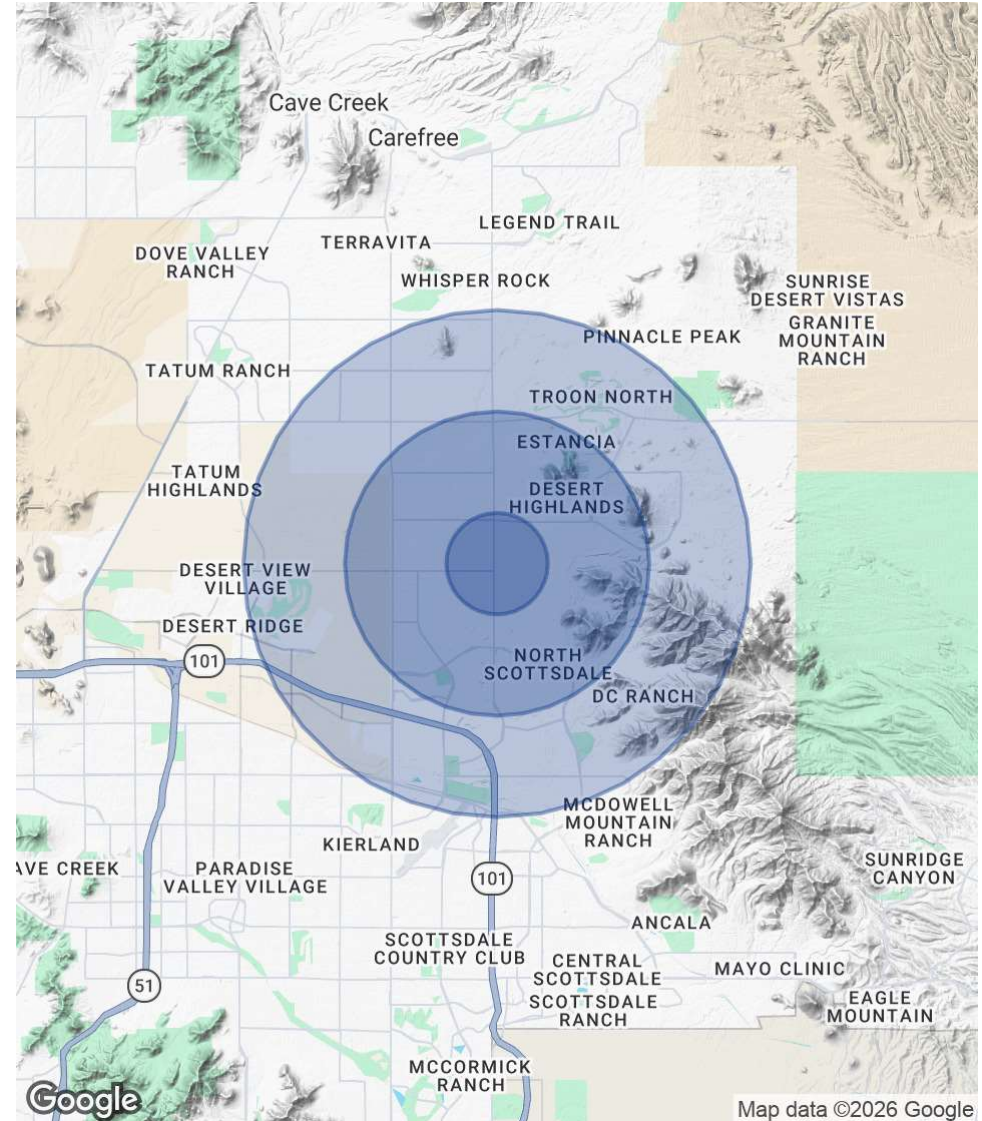 Cave Creek
Carefree
LEGEND TRAIL
TERRAVITA
DOVE VALLEY
RANCH
WHISPER ROCK
SUNRISE
DESERT VISTAS
GRANITE
MOUNTAIN
RANCH
PINNACLE PEAK
TATUM RANCH
TROON NORTH
ESTANCIA
TATUM
HIGHLANDS
DESERT
HIGHLANDS
DESERT VIEW
VILLAGE
DESERT RIDGE
101
NORTH
SCOTTSDALE
DC RANCH
MCDOWELL
MOUNTAIN
RANCH
KIERLAND
AVE CREEK
PARADISE
VALLEY VILLAGE
101
SUNRIDGE
CANYON
ANCALA
SCOTTSDALE
COUNTRY CLUB
CENTRAL
SCOTTSDALE
MAYO CLINIC
51
SCOTTSDALE
RANCH
EAGLE
MOUNTAIN
MCCORMICK
RANCH
Google
Map data ©2026 Google